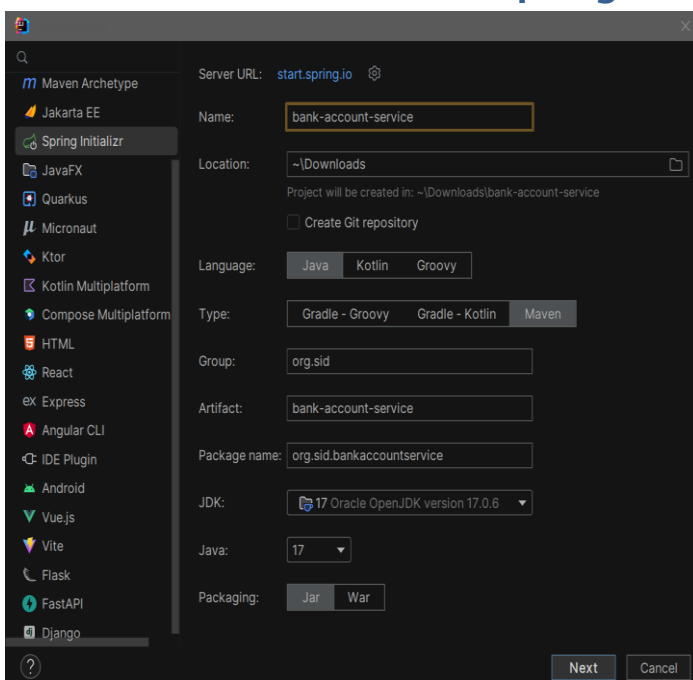 Server URL: start.spring.io
Name: bank-account-service
Location: ~\Downloads
Project will be created in: ~\Downloads\bank-account-service
Create Git repository
Language: Java Kotlin Groovy
Type: Gradle - Groovy Gradle - Kotlin Maven
Group: org.sid
Artifact: bank-account-service
Package name: org.sid.bankaccountservice
JDK: 17 Oracle OpenJDK version 17.0.6
Java: 17
Packaging: Jar War
Maven Archetype
Jakarta EE
Spring Initializr
JavaFX
Quarkus
Micronaut
Ktor
Kotlin Multiplatform
Compose Multiplatform
HTML
React
ex Express
Angular CLI
IDE Plugin
Android
Vue.js
Vite
Flask
FastAPI
Django
? Next Cancel